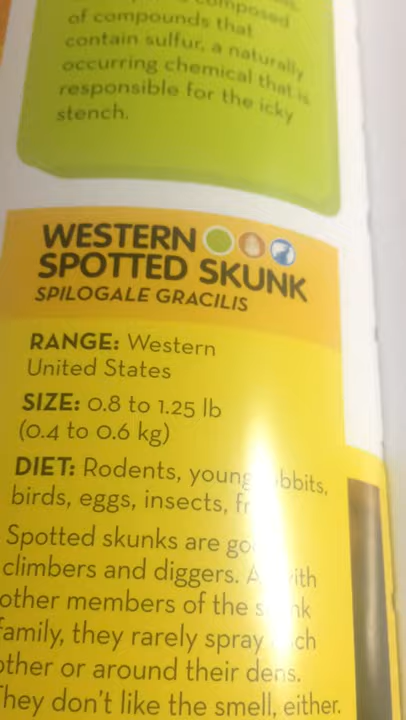 composed
of compounds that
contain sulfur, a naturally
occurring chemical that is
responsible for the icky
stench.
WESTERN
SPOTTED SKUNK
SPILOGALE GRACILIS
RANGE: Western
United States
SIZE: 0.8 to 1.25 lb
(0.4 to 0.6 kg)
DIET: Rodents, young
birds, eggs, insects,
Spotted skunks are
climbers and diggers.
other members of the
family, they rarely spray
other or around their dens.
They don't like the smell, either.